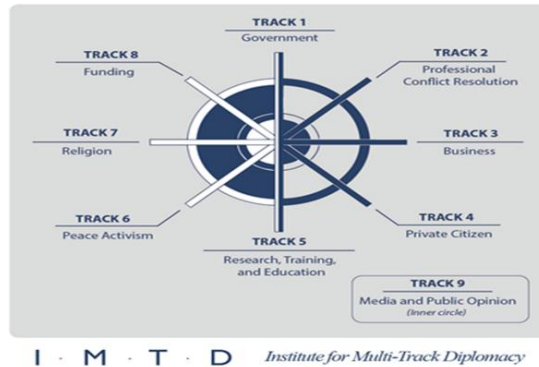 TRACK 1
Government
TRACK 2
Professional
Conflict Resolution
TRACK 3
Business
TRACK 4
Private Citizen
TRACK 5
Research, Training,
and Education
TRACK 6
Peace Activism
TRACK 7
Religion
TRACK 8
Funding
TRACK 9
Media and Public Opinion
(Inner circle)
I · M · T · D Institute for Multi-Track Diplomacy